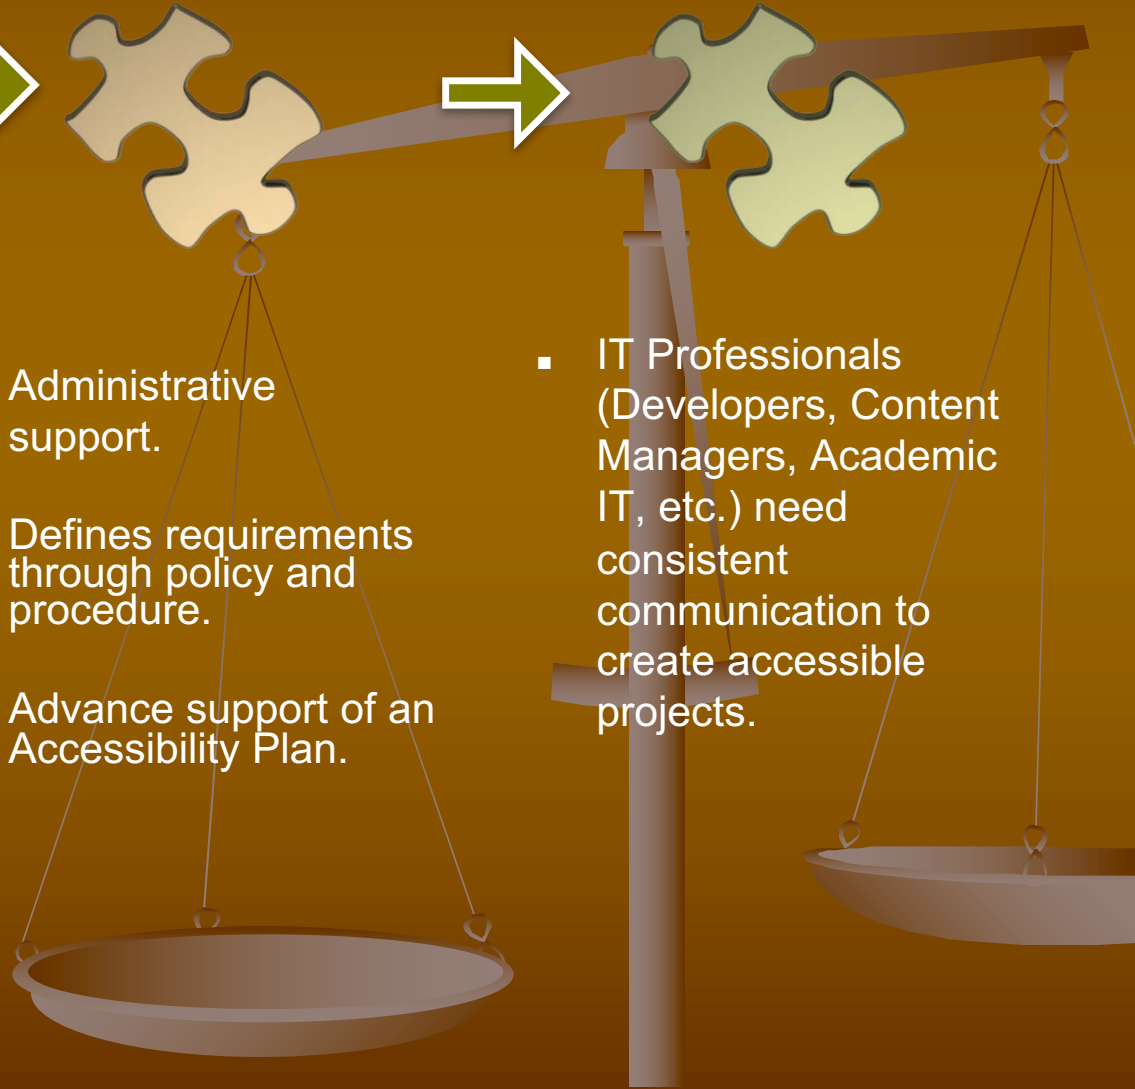 Administrative
support.
Defines requirements
through policy and
procedure.
Advance support of an
Accessibility Plan.
▪ IT Professionals
(Developers, Content
Managers, Academic
IT, etc.) need
consistent
communication to
create accessible
projects.